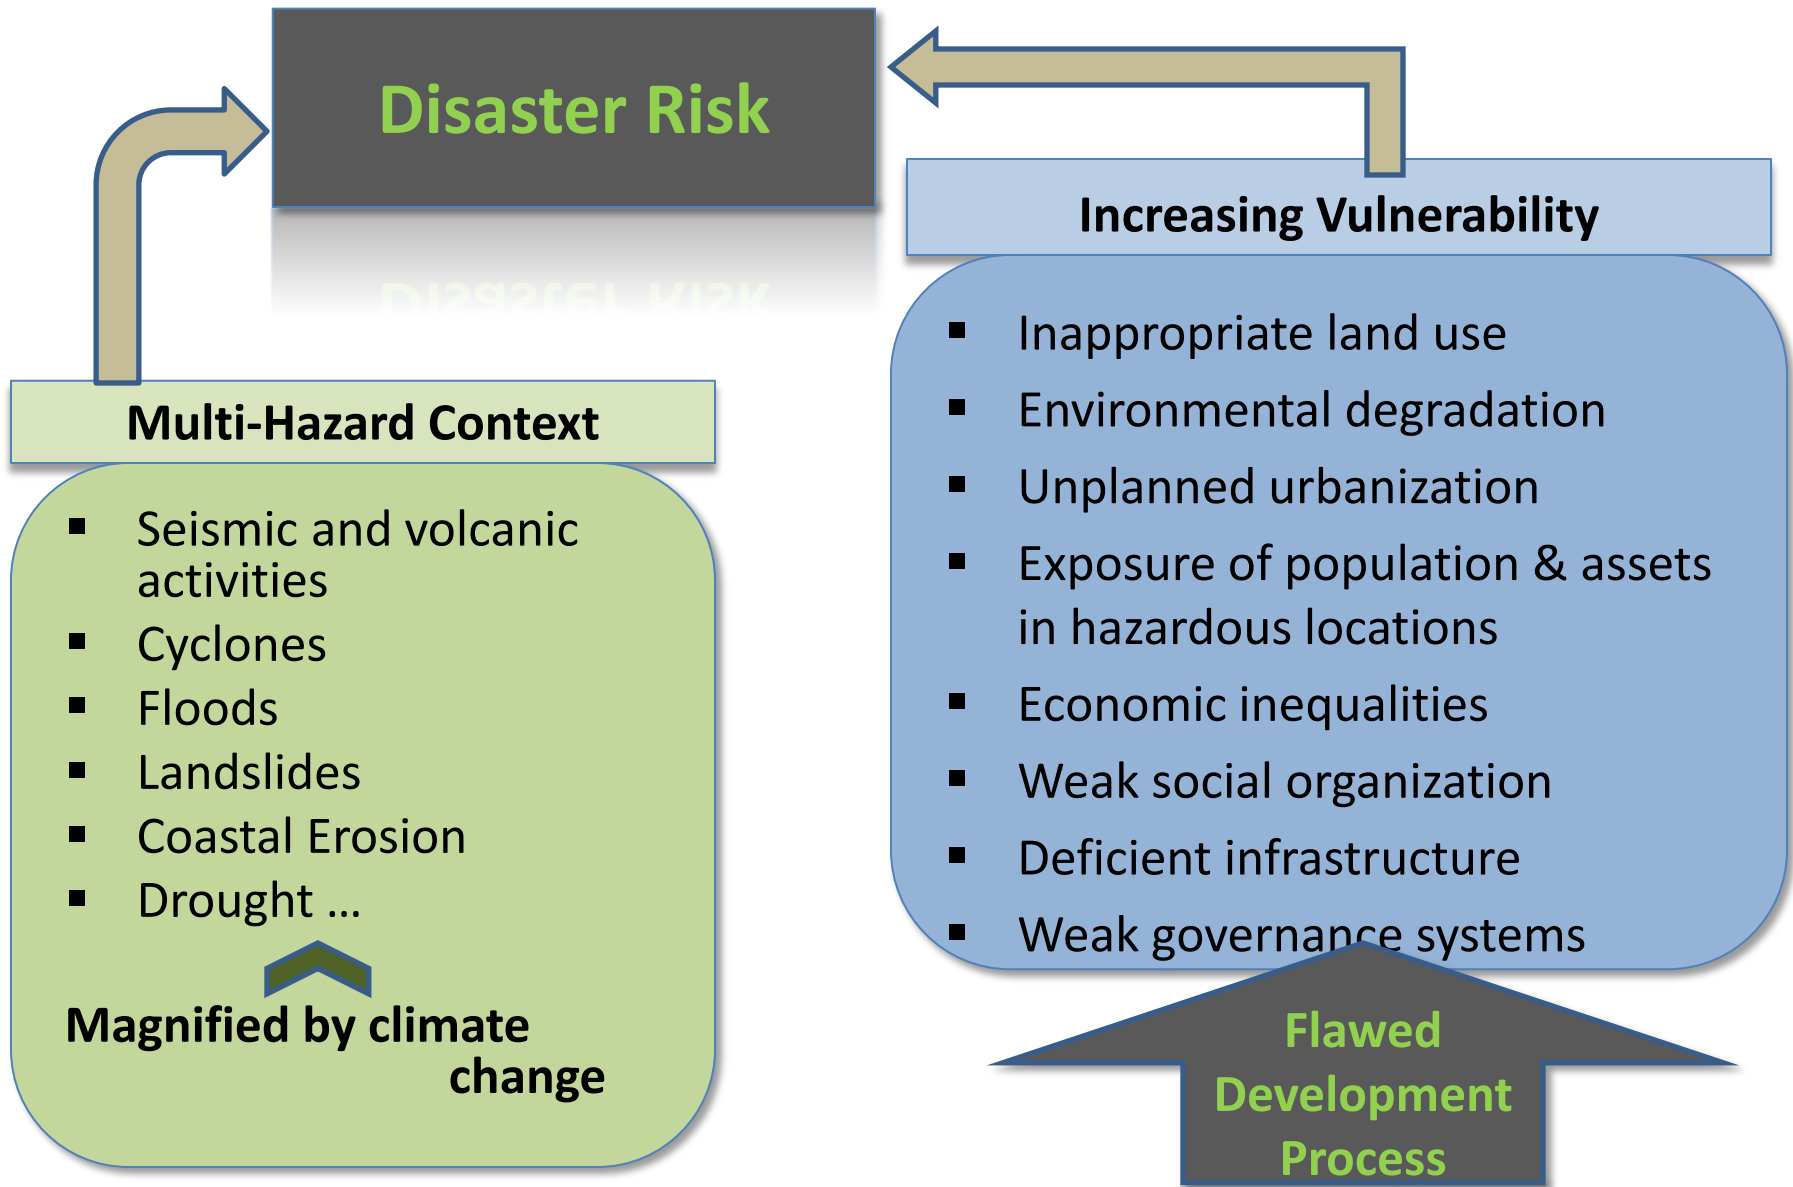 Disaster Risk
Increasing Vulnerability
▪ Inappropriate land use
▪ Environmental degradation
▪ Unplanned urbanization
▪ Exposure of population & assets
in hazardous locations
▪ Economic inequalities
▪ Weak social organization
▪ Deficient infrastructure
▪ Weak governance systems
Flawed
Development
Process
Multi-Hazard Context
▪ Seismic and volcanic
activities
▪ Cyclones
▪ Floods
▪ Landslides
▪ Coastal Erosion
▪ Drought ...
Magnified by climate
change